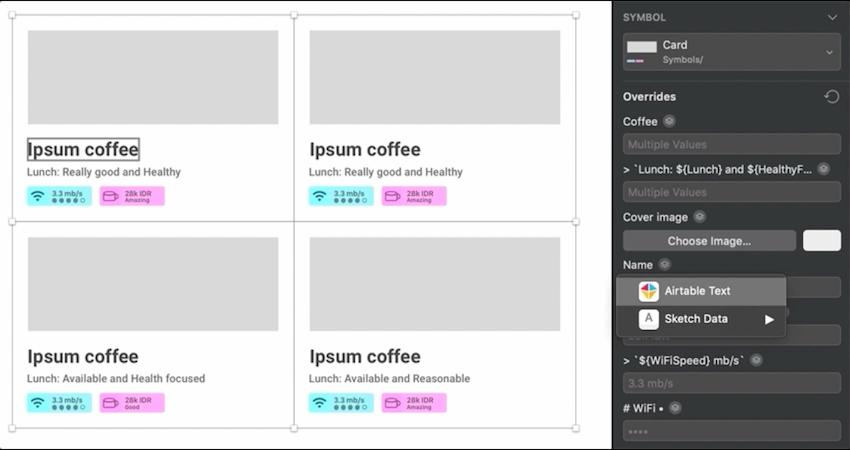 Ipsum coffee
Lunch: Really good and Healthy
3.3 mb/s
28k IDR
Amazing
Ipsum coffee
Lunch: Really good and Healthy
3.3 mb/s
28k IDR
Amazing
Ipsum coffee
Lunch: Available and Health focused
3.3 mb/s
28k IDR
Good
Ipsum coffee
Lunch: Available and Reasonable
3.3 mb/s
28k IDR
Amazing
SYMBOL
Card
Symbols/
Overrides
Coffee
Multiple Values
> `Lunch: ${Lunch} and ${HealthyF...
Multiple Values
Cover image
Choose Image...
Name
Airtable Text
A
Sketch Data
> `${WiFiSpeed} mb/s`
3.3 mb/s
# WiFi •
••••